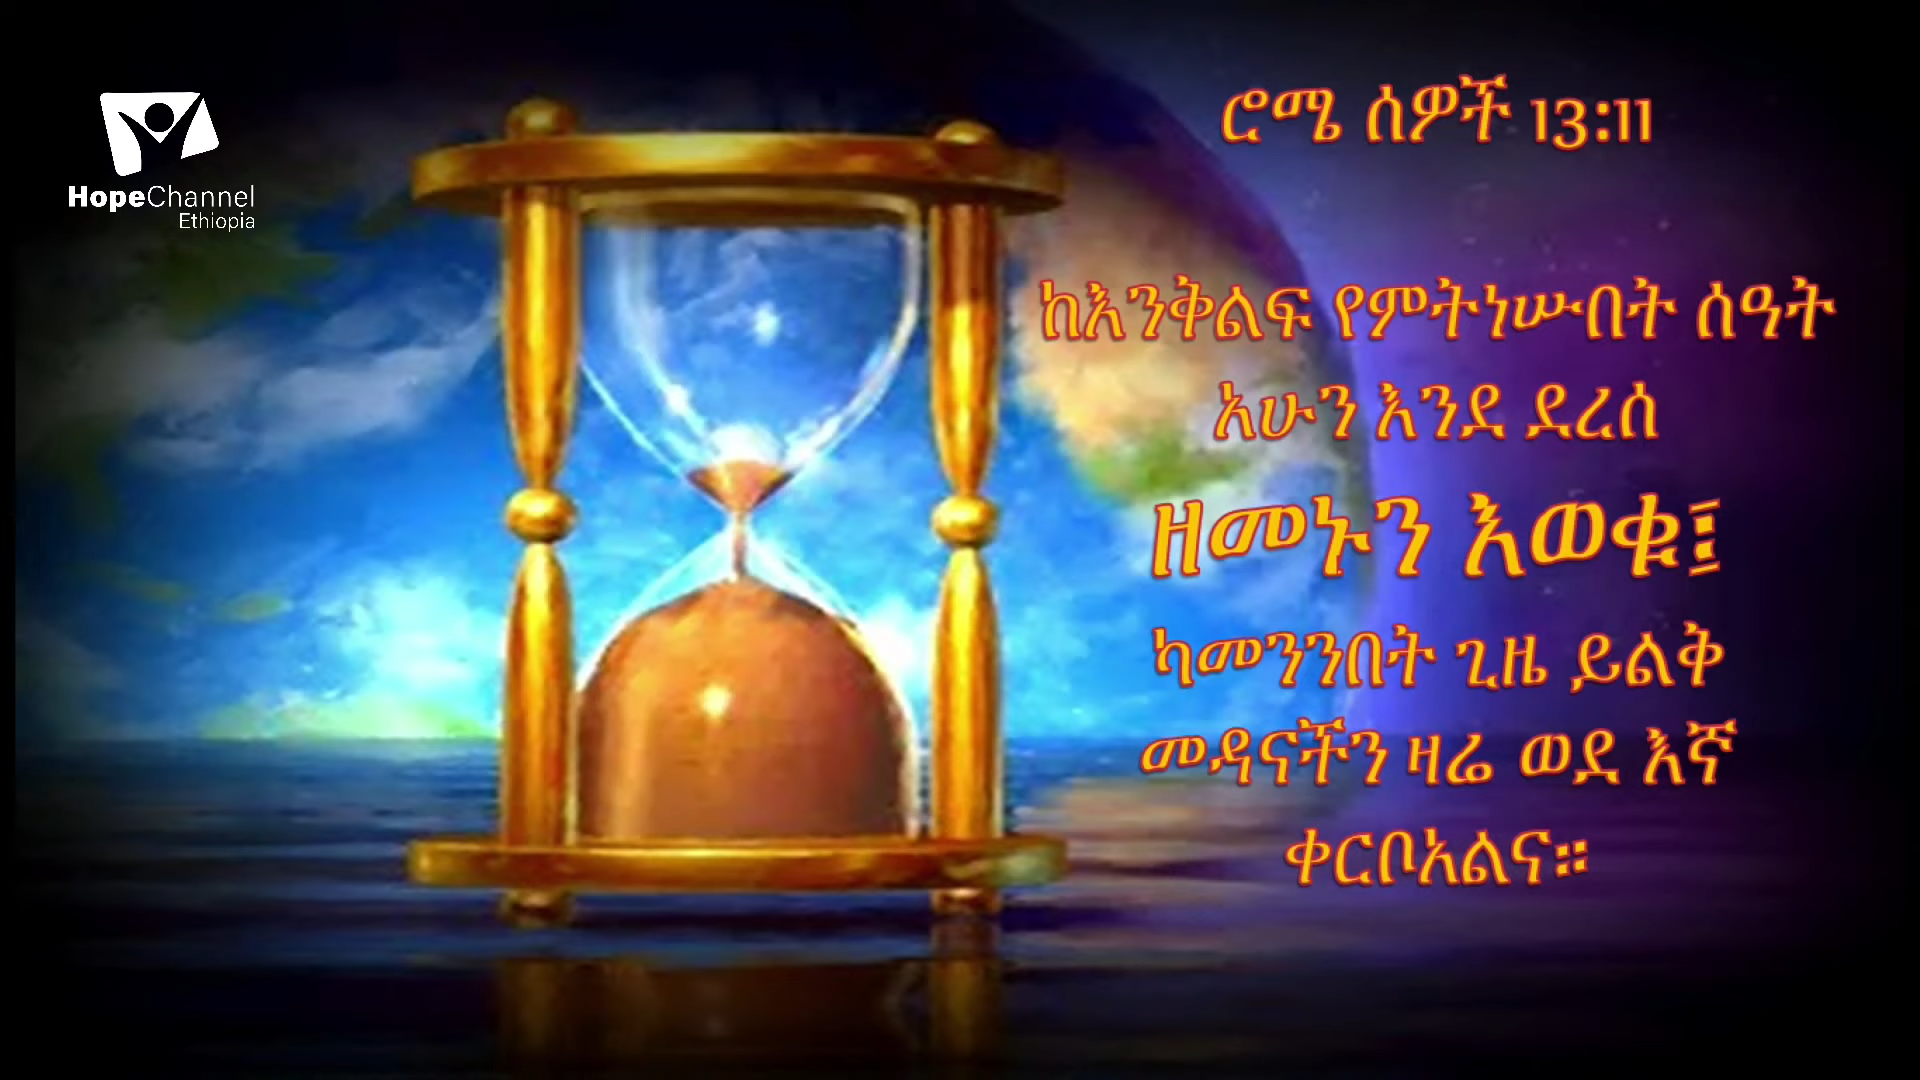 HopeChannel
Ethiopia
ሮሜ ሰዎች 13:11
ከእንቅልፍ የምትነሡበት ሰዓት
አሁን እንደ ደረሰ
ዘመኑን እወቁ፤
ካመንንበት ጊዜ ይልቅ
መዳናችን ዛሬ ወደ እኛ
ቀርቦአልና።